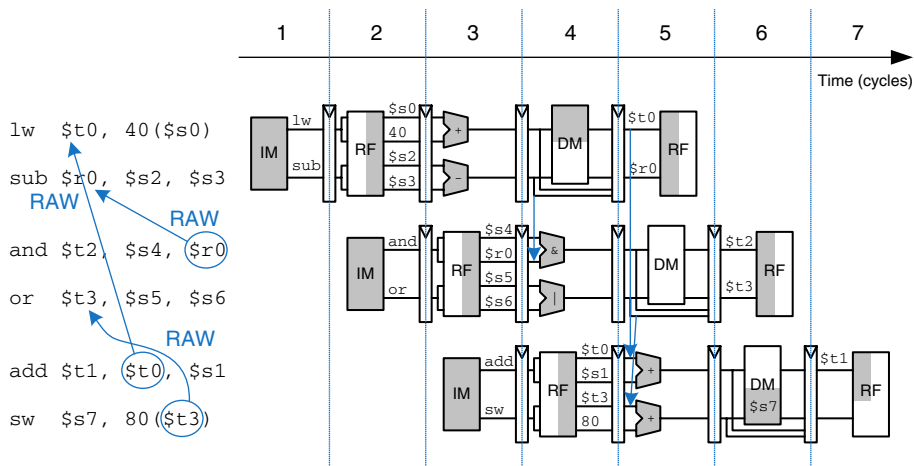 1 2 3 4 5 6 7
Time (cycles)
lw $t0, 40($s0)
sub $r0, $s2, $s3
RAW
RAW
and $t2, $s4, $r0
or $t3, $s5, $s6
RAW
add $t1, $t0, $s1
sw $s7, 80($t3)
IM
lw
sub
RF
$s0
40
$s2
$s3
+
-
DM
$t0
$r0
RF
IM
and
or
RF
$s4
$r0
$s5
$s6
&
|
DM
$t2
$t3
RF
IM
add
sw
RF
$t0
$s1
$t3
80
+
+
DM
$s7
$t1
RF